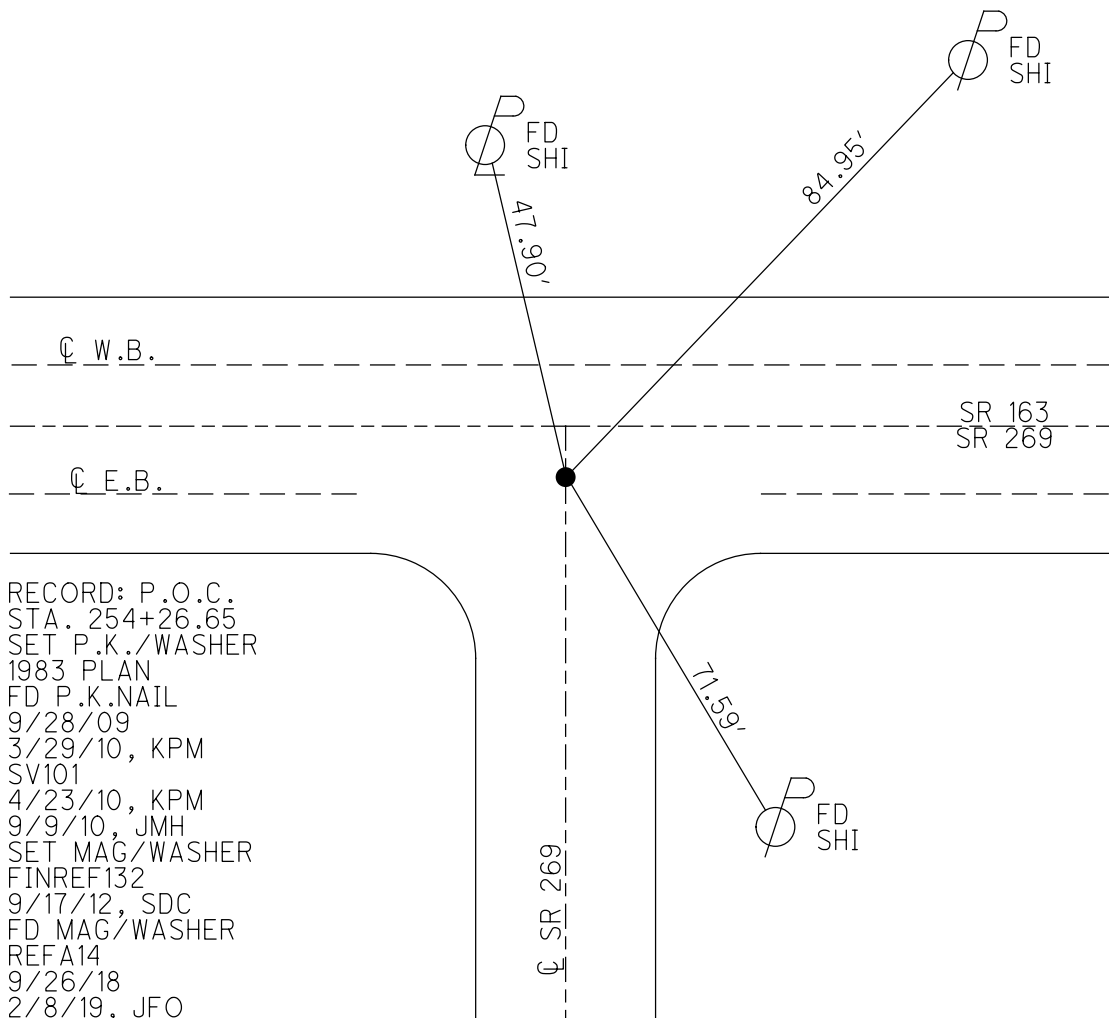 FD
SHI
FD
SHI
84.95'
47.90'
℄ W.B.
SR 163
SR 269
℄ E.B.
RECORD: P.O.C.
STA. 254+26.65
SET P.K./WASHER
1983 PLAN
FD P.K.NAIL
9/28/09
3/29/10, KPM
SV101
4/23/10, KPM
9/9/10, JMH
SET MAG/WASHER
FINREF132
9/17/12, SDC
FD MAG/WASHER
REFA14
9/26/18
2/8/19, JFO
71.59'
FD
SHI
℄ SR 269